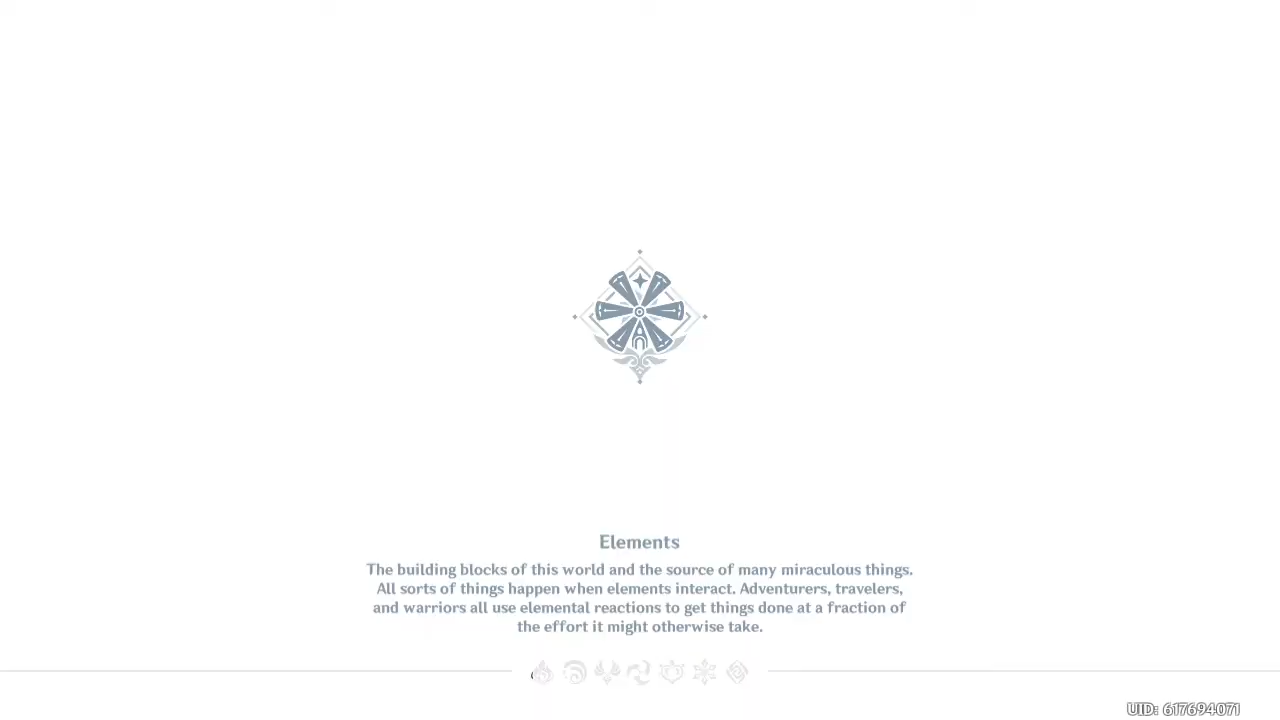 Elements
The building blocks of this world and the source of many miraculous things.
All sorts of things happen when elements interact. Adventurers, travelers,
and warriors all use elemental reactions to get things done at a fraction of
the effort it might otherwise take.
UID: 617694071